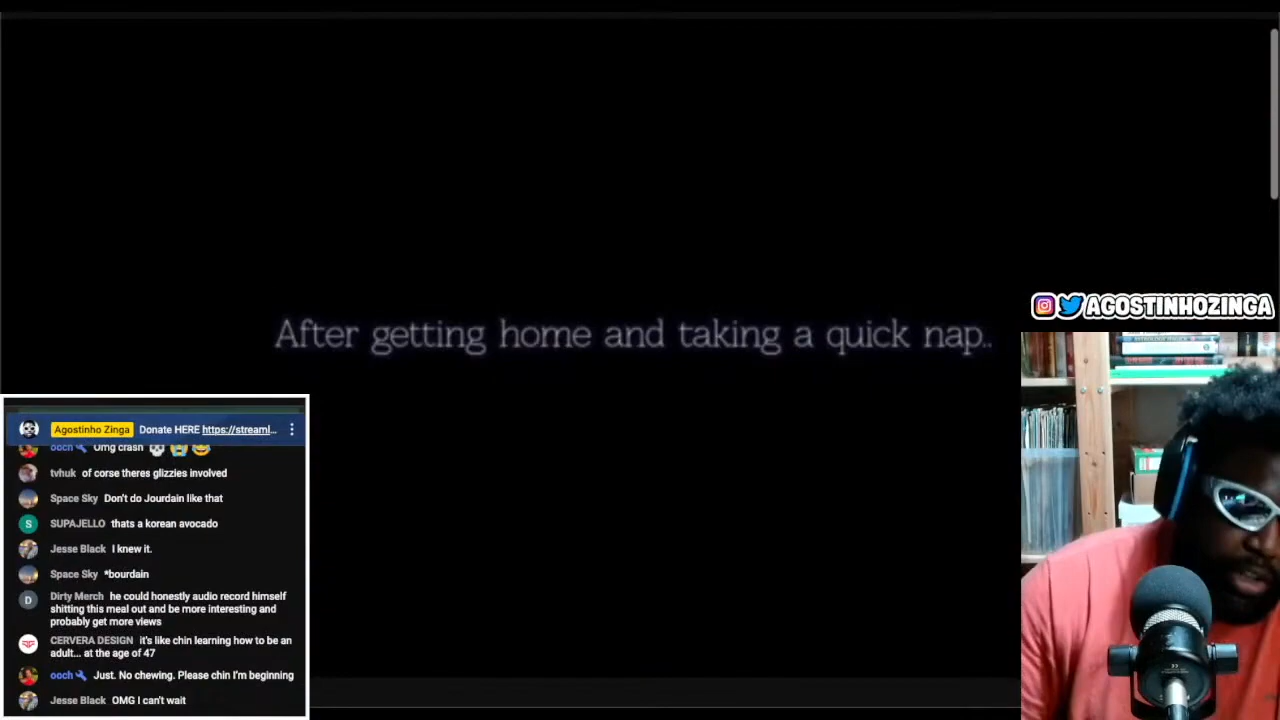 After getting home and taking a quick nap..
AGOSTINHOZINGA
Agostinho Zinga Donate HERE https://streaml...
ooch Omg crash
tvhuk of corse theres glizzies involved
Space Sky Don't do Jourdain like that
S SUPAJELLO thats a korean avocado
Jesse Black I knew it.
Space Sky *bourdain
D Dirty Merch he could honestly audio record himself
shitting this meal out and be more interesting and
probably get more views
CERVERA DESIGN it's like chin learning how to be an
adult... at the age of 47
ooch Just. No chewing. Please chin I'm beginning
Jesse Black OMG I can't wait